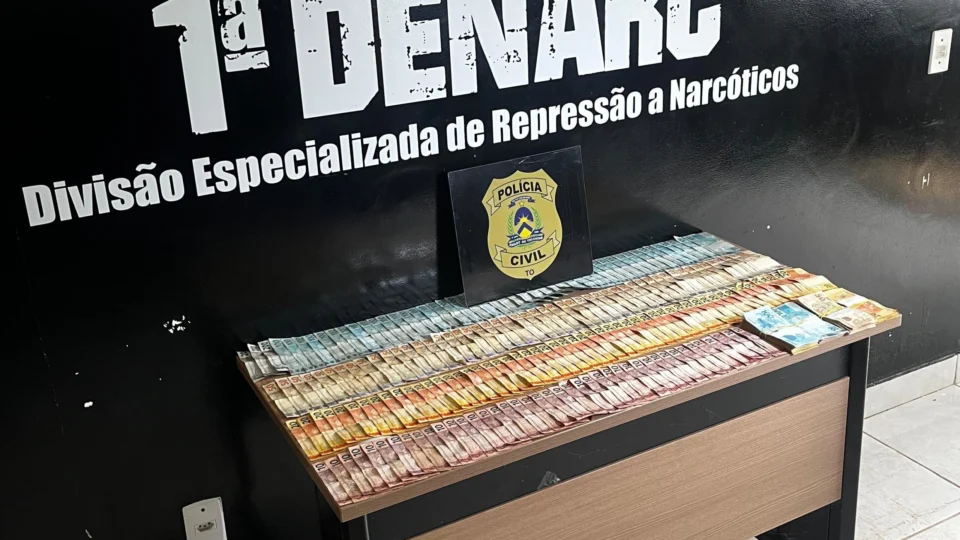 1ª DENARC
Divisão Especializada de Repressão a Narcóticos
POLÍCIA
CIVIL
TO